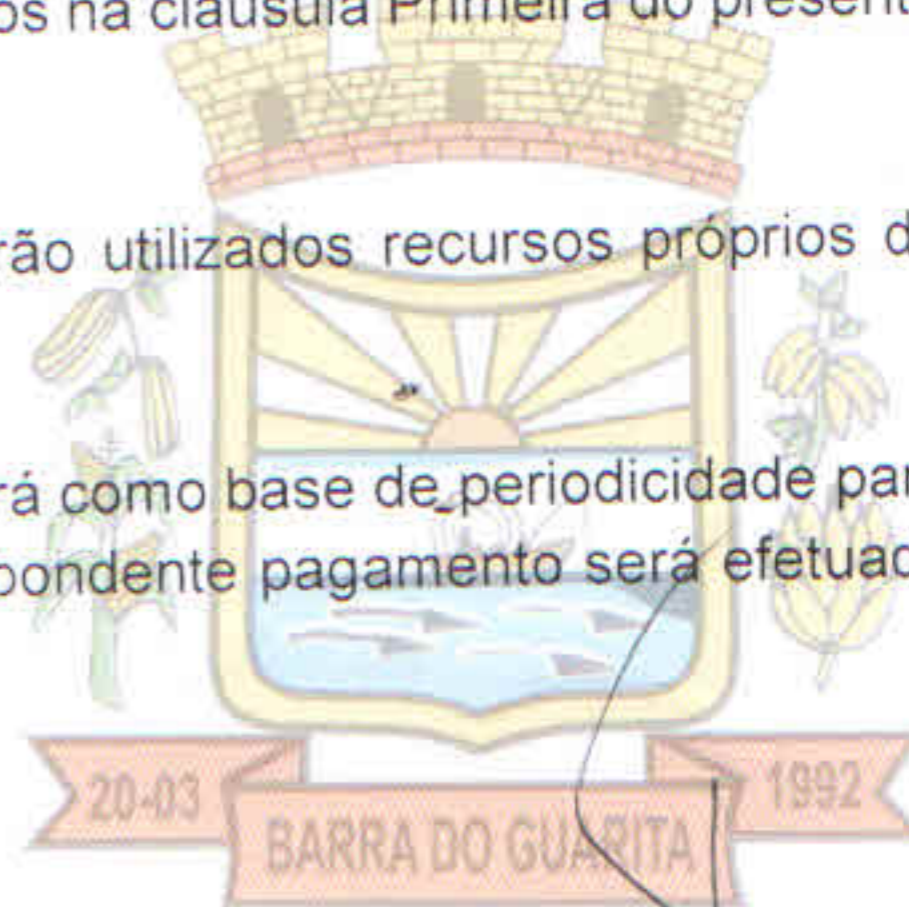 os na cláusula Primeira do present
rão utilizados recursos próprios d
rá como base de periodicidade par
pondente pagamento será efetuad
20-03
1992
BARRA DO GUARITA